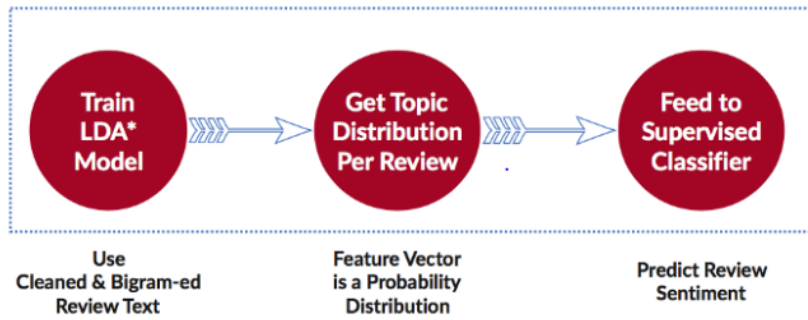 Train
LDA*
Model
Get Topic
Distribution
Per Review
Feed to
Supervised
Classifier
Use
Cleaned & Bigram-ed
Review Text
Feature Vector
is a Probability
Distribution
Predict Review
Sentiment